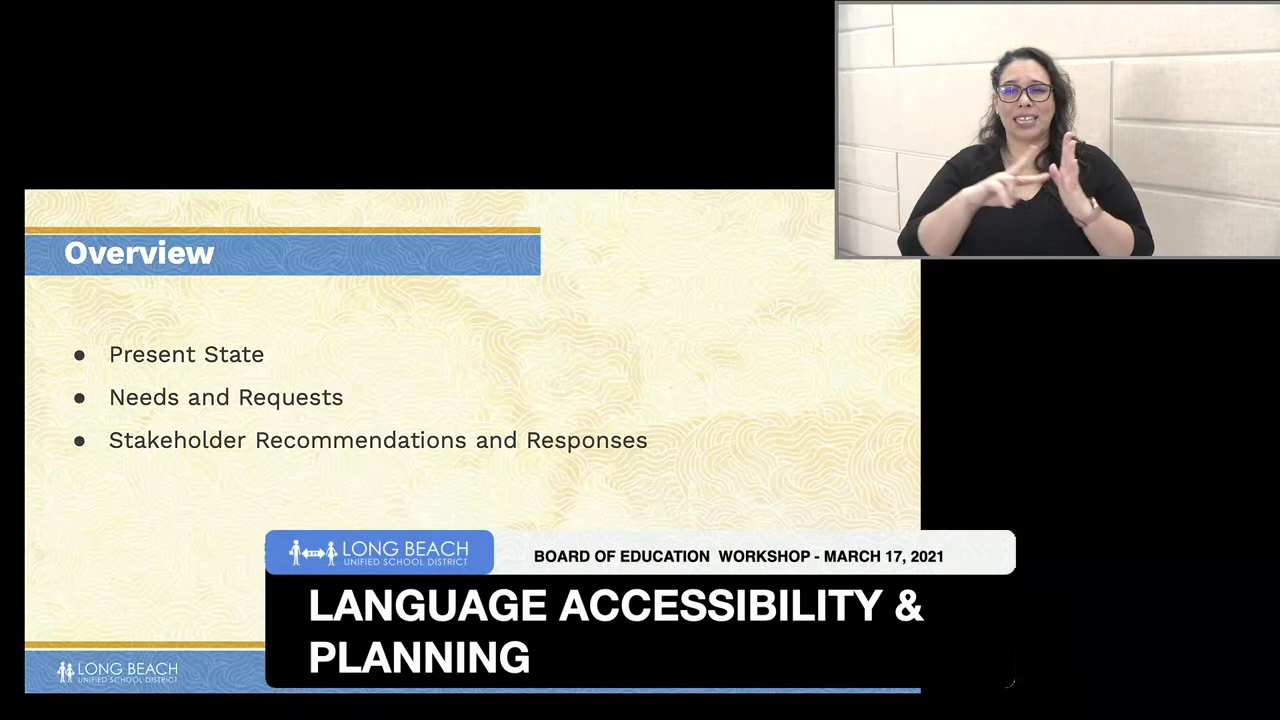 Overview
● Present State
● Needs and Requests
● Stakeholder Recommendations and Responses
LONG BEACH
UNIFIED SCHOOL DISTRICT
BOARD OF EDUCATION WORKSHOP - MARCH 17, 2021
LANGUAGE ACCESSIBILITY &
PLANNING
LONG BEACH
UNIFIED SCHOOL DISTRICT